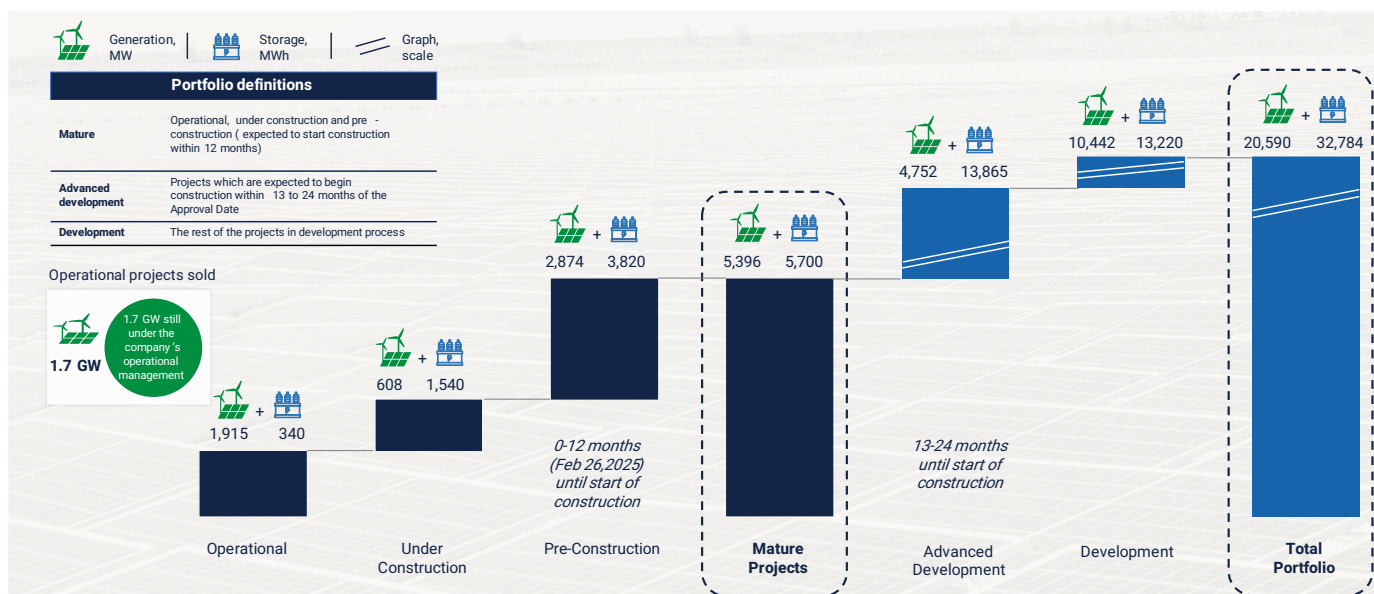 Generation,
MW
Storage,
MWh
Graph,
scale
Portfolio definitions
Mature
Operational, under construction and pre -
construction ( expected to start construction
within 12 months)
Advanced
development
Projects which are expected to begin
construction within 13 to 24 months of the
Approval Date
Development
The rest of the projects in development process
Operational projects sold
1.7 GW
1.7 GW still
under the
company's
operational
management
+
1,915 340
+
608 1,540
+
2,874 3,820
+
5,396 5,700
+
4,752 13,865
+
10,442 13,220
+
20,590 32,784
0-12 months
(Feb 26,2025)
until start of
construction
13-24 months
until start of
construction
Operational
Under
Construction
Pre-Construction
Mature
Projects
Advanced
Development
Development
Total
Portfolio